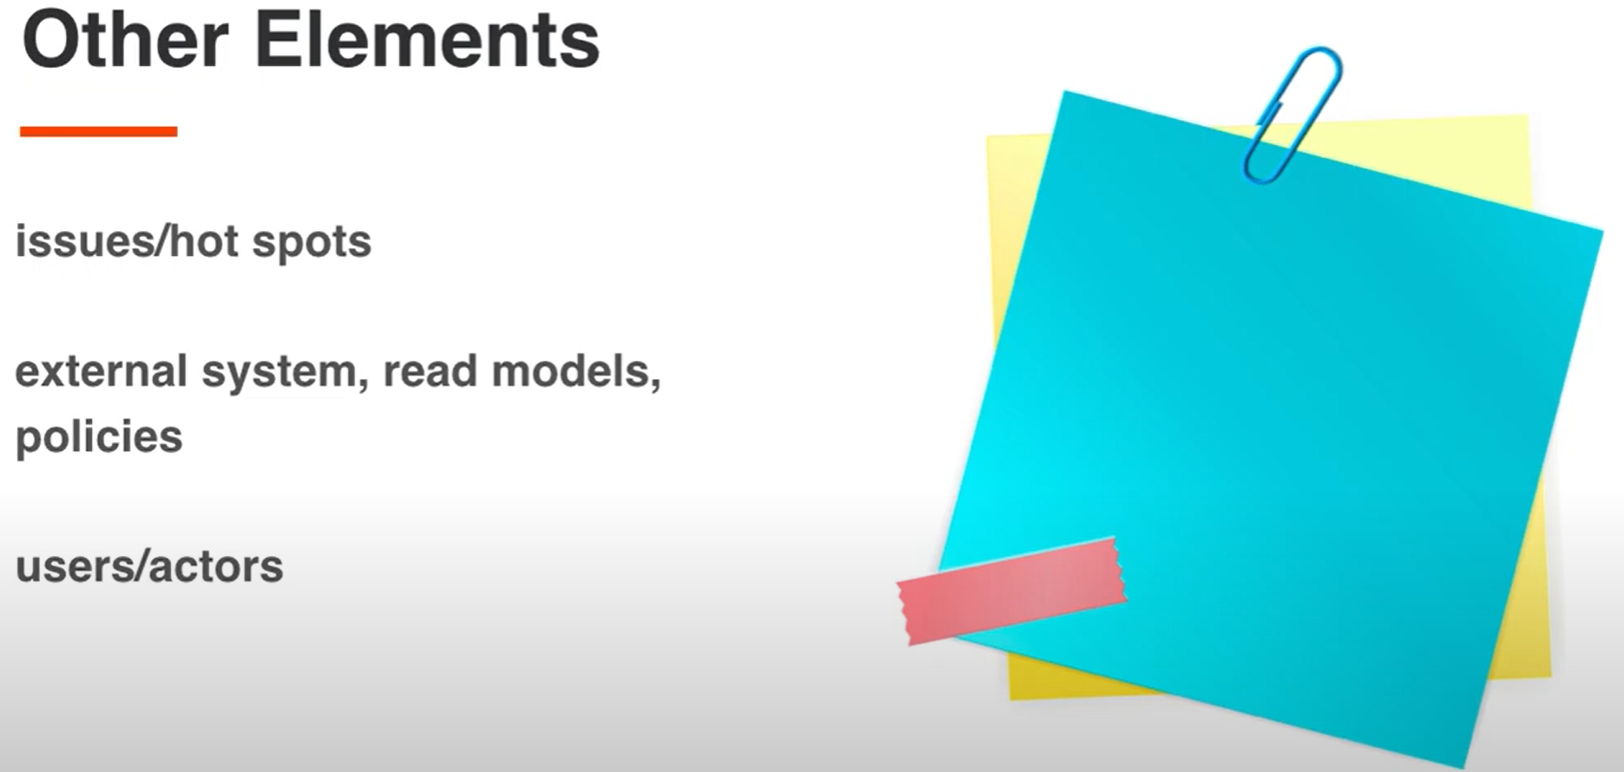 Other Elements
issues/hot spots
external system, read models,
policies
users/actors